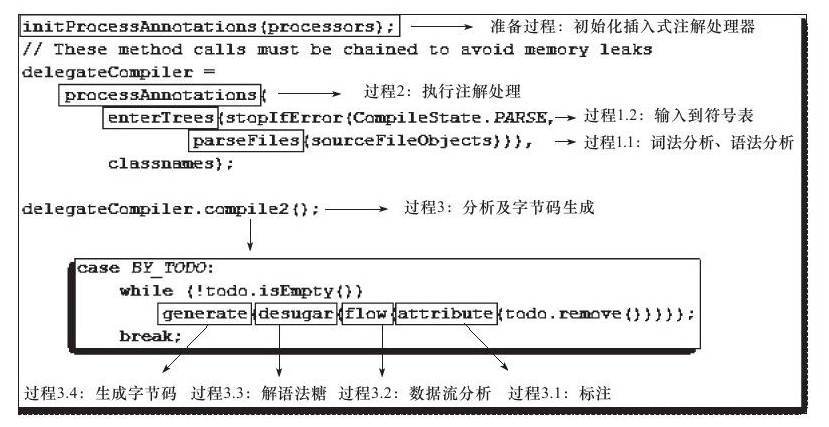 initProcessAnnotations(processors); 准备过程：初始化插入式注解处理器
// These method calls must be chained to avoid memory leaks
delegateCompiler =
processAnnotations( 过程2：执行注解处理
enterTrees(stopIfError(CompileState.PARSE, 过程1.2：输入到符号表
parseFiles(sourceFileObjects))), 过程1.1：词法分析、语法分析
classnames);
delegateCompiler.compile2(); 过程3：分析及字节码生成
case BY_TODO:
while (!todo.isEmpty())
generate(desugar(flow(attribute(todo.remove()))));
break;
过程3.4：生成字节码 过程3.3：解语法糖 过程3.2：数据流分析 过程3.1：标注